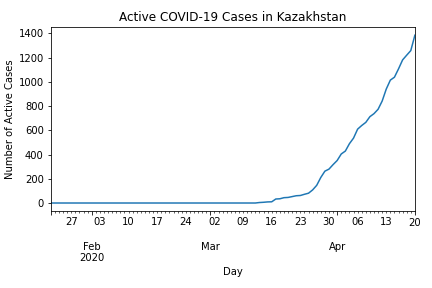 Active COVID-19 Cases in Kazakhstan
1400
1200
1000
800
600
400
200
0
Number of Active Cases
27 03 10 17 24 02 09 16 23 30 06 13 20
Feb Mar Apr
2020
Day